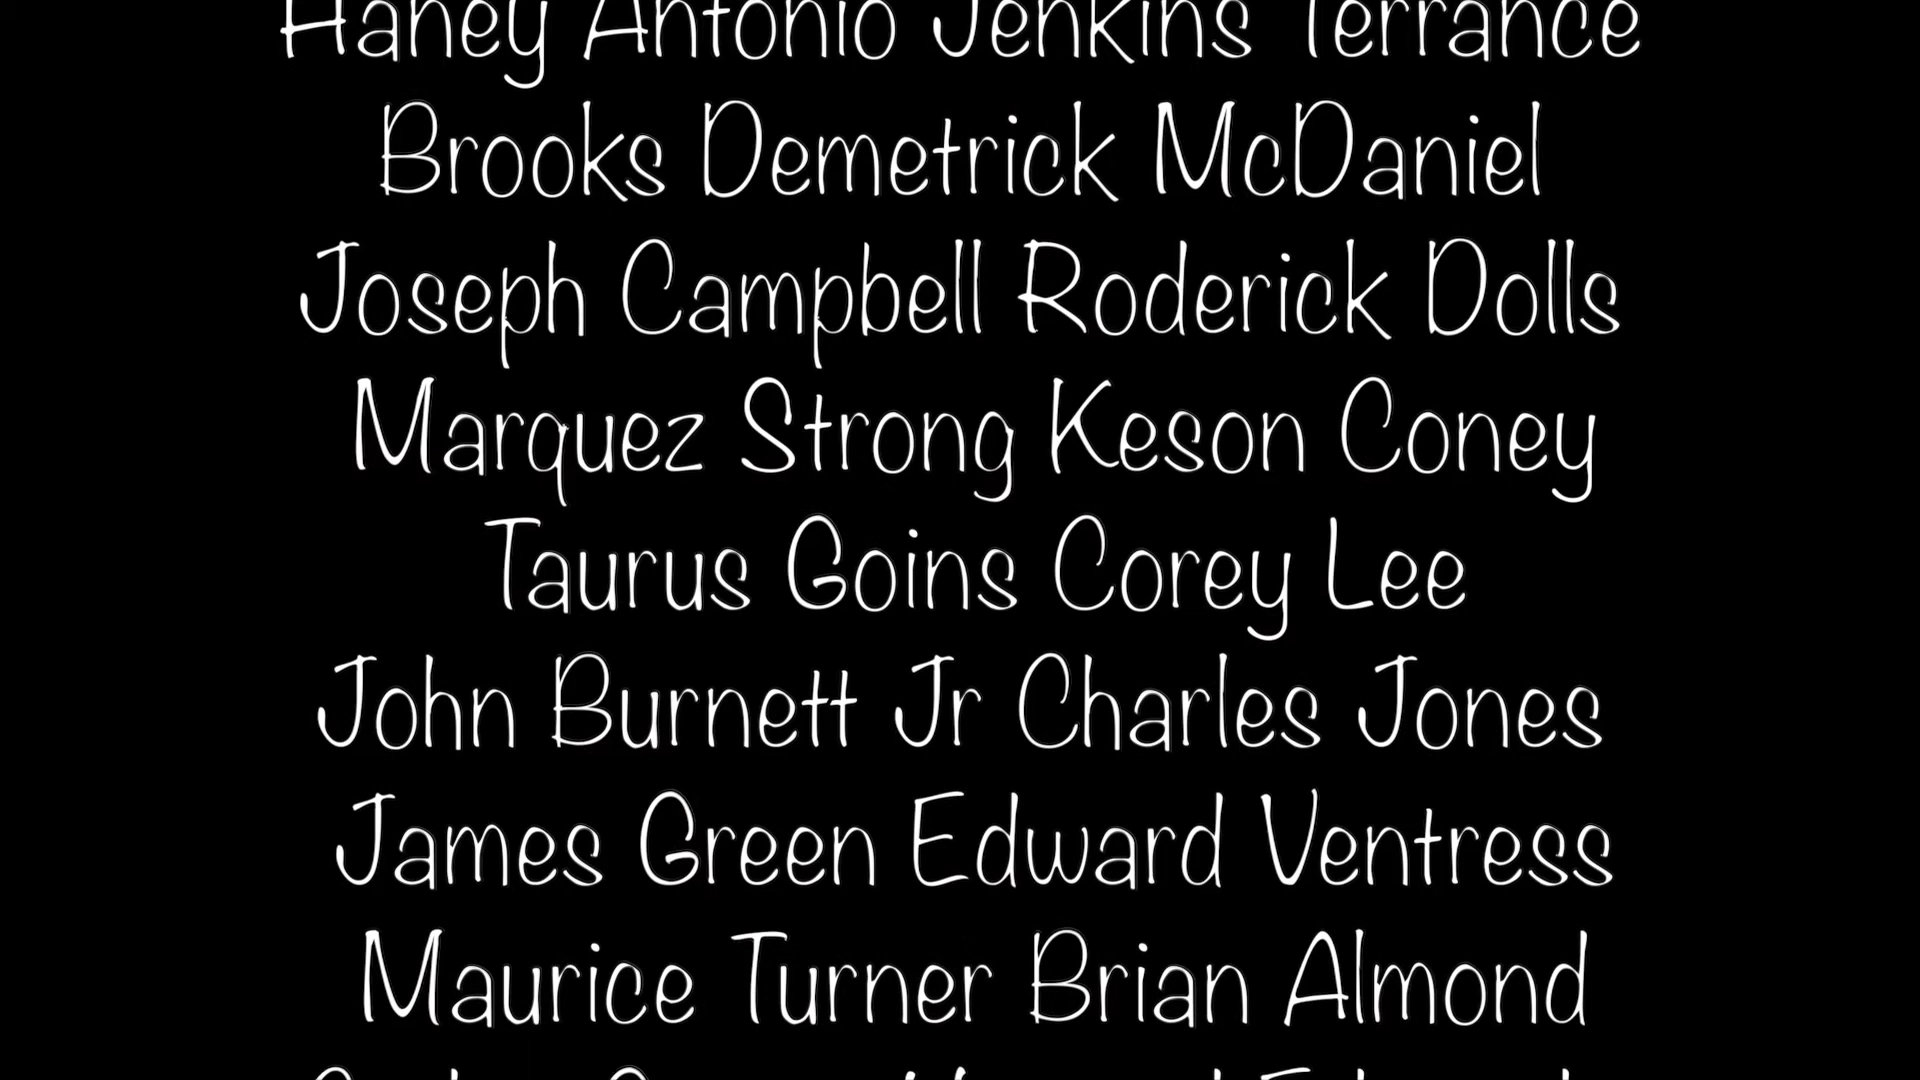 Haney Antonio Jenkins Terrance
Brooks Demetrick McDaniel
Joseph Campbell Roderick Dolls
Marquez Strong Keson Coney
Taurus Goins Corey Lee
John Burnett Jr Charles Jones
James Green Edward Ventress
Maurice Turner Brian Almond